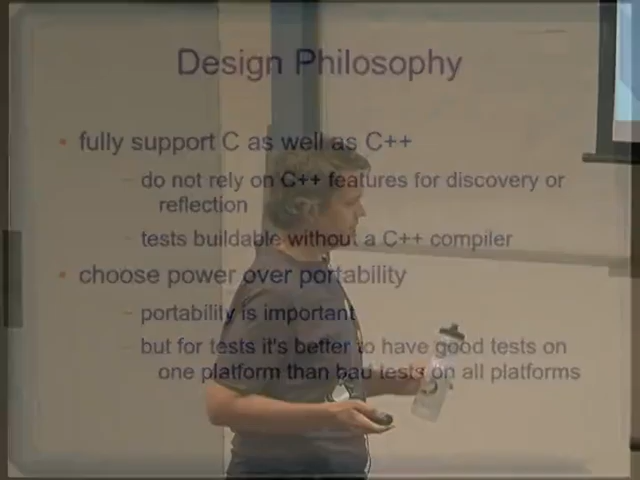 Design Philosophy
fully support C as well as C++
do not rely on C++ features for discovery or
reflection
tests buildable without a C++ compiler
choose power over portability
portability is important
but for tests it's better to have good tests on
one platform than bad tests on all platforms